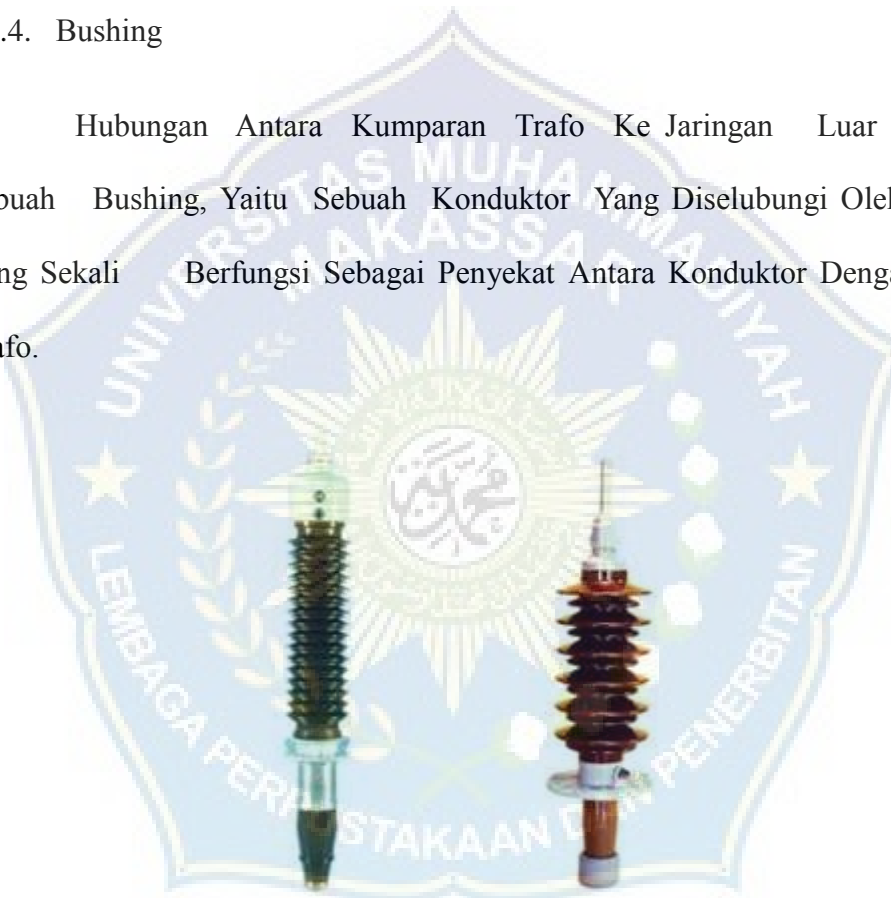 .4. Bushing
Hubungan Antara Kumparan Trafo Ke Jaringan Luar
buah Bushing, Yaitu Sebuah Konduktor Yang Diselubungi Oleh
ng Sekali Berfungsi Sebagai Penyekat Antara Konduktor Denga
afo.
UNIVERSITAS MUHAMMADIYAH
MAKASSAR
محمد
LEMBAGA PERPUSTAKAAN DAN PENERBITAN